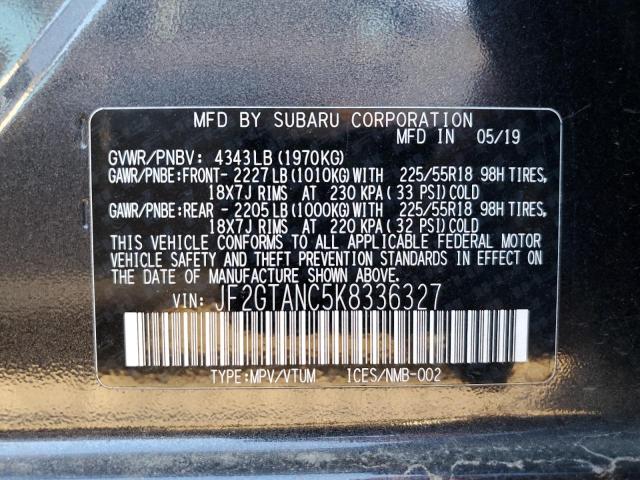 MFD BY SUBARU CORPORATION
MFD IN 05/19
GVWR/PNBV: 4343LB (1970KG)
GAWR/PNBE:FRONT- 2227LB(1010KG)WITH 225/55R18 98H TIRES,
18X7J RIMS AT 230 KPA (33 PSI)COLD
GAWR/PNBE:REAR - 2205LB(1000KG)WITH 225/55R18 98H TIRES,
18X7J RIMS AT 220 KPA (32 PSI)COLD
THIS VEHICLE CONFORMS TO ALL APPLICABLE FEDERAL MOTOR
VEHICLE SAFETY AND THEFT PREVENTION STANDARDS IN EFFECT
ON THE DATE OF MANUFACTURE SHOWN ABOVE.
VIN: JF2GTANC5K8336327
TYPE:MPV/VTUM ICES/NMB-002